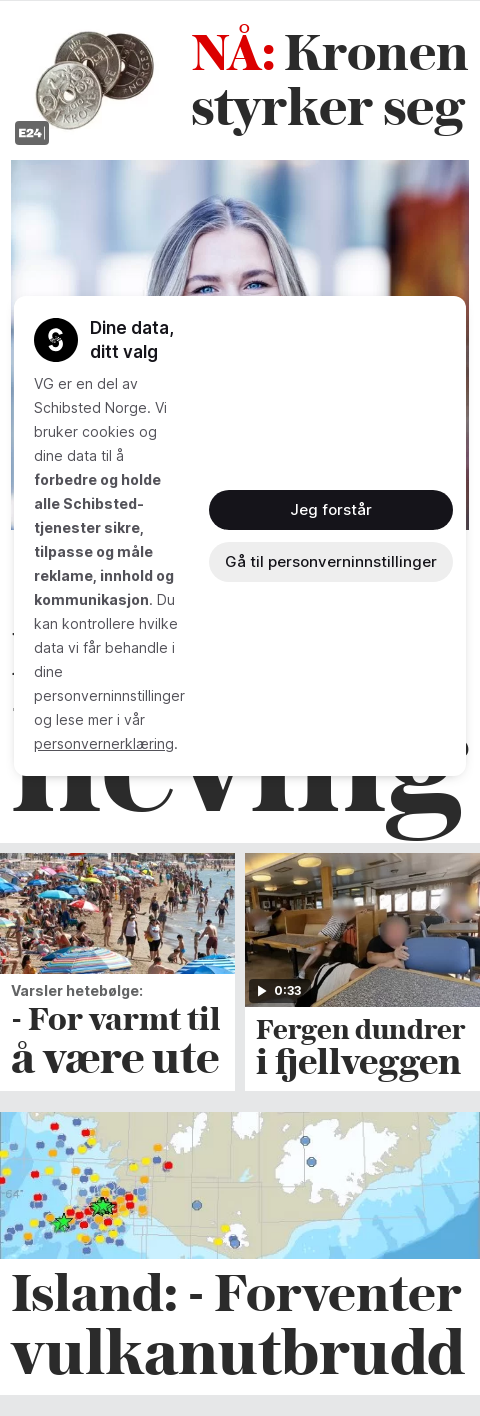 NÅ: Kronen
styrker seg
E24
Dine data,
ditt valg
VG er en del av
Schibsted Norge. Vi
bruker cookies og
dine data til å
forbedre og holde
alle Schibsted-
tjenester sikre,
tilpasse og måle
reklame, innhold og
kommunikasjon. Du
kan kontrollere hvilke
data vi får behandle i
dine
personverninnstillinger
og lese mer i vår
personvernerklæring.
Jeg forstår
Gå til personverninnstillinger
heving
Varsler hetebølge:
- For varmt til
å være ute
0:33
Fergen dundrer
i fjellveggen
64°
Island: - Forventer
vulkanutbrudd